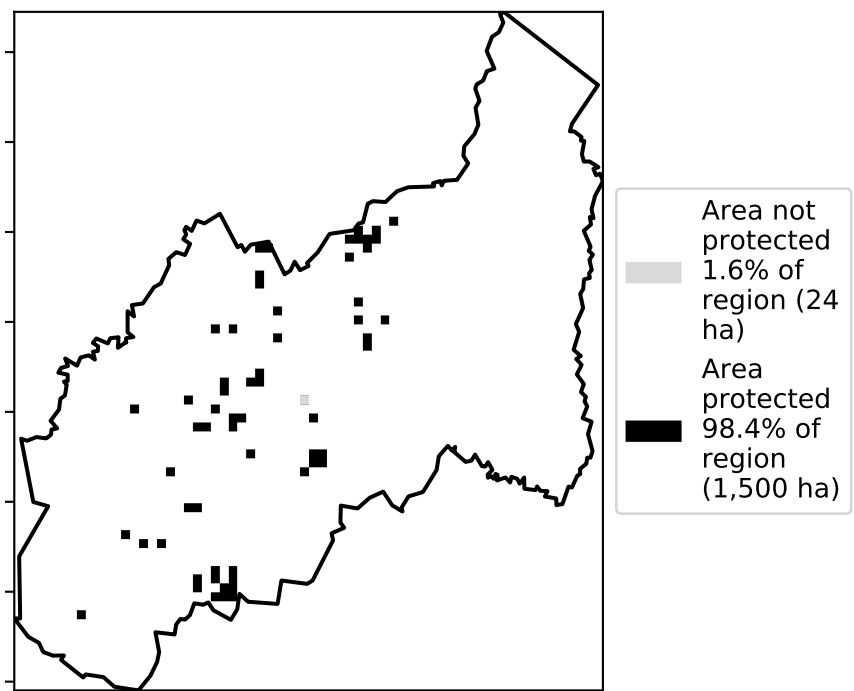 Area not
protected
1.6% of
region (24
ha)
Area
protected
98.4% of
region
(1,500 ha)